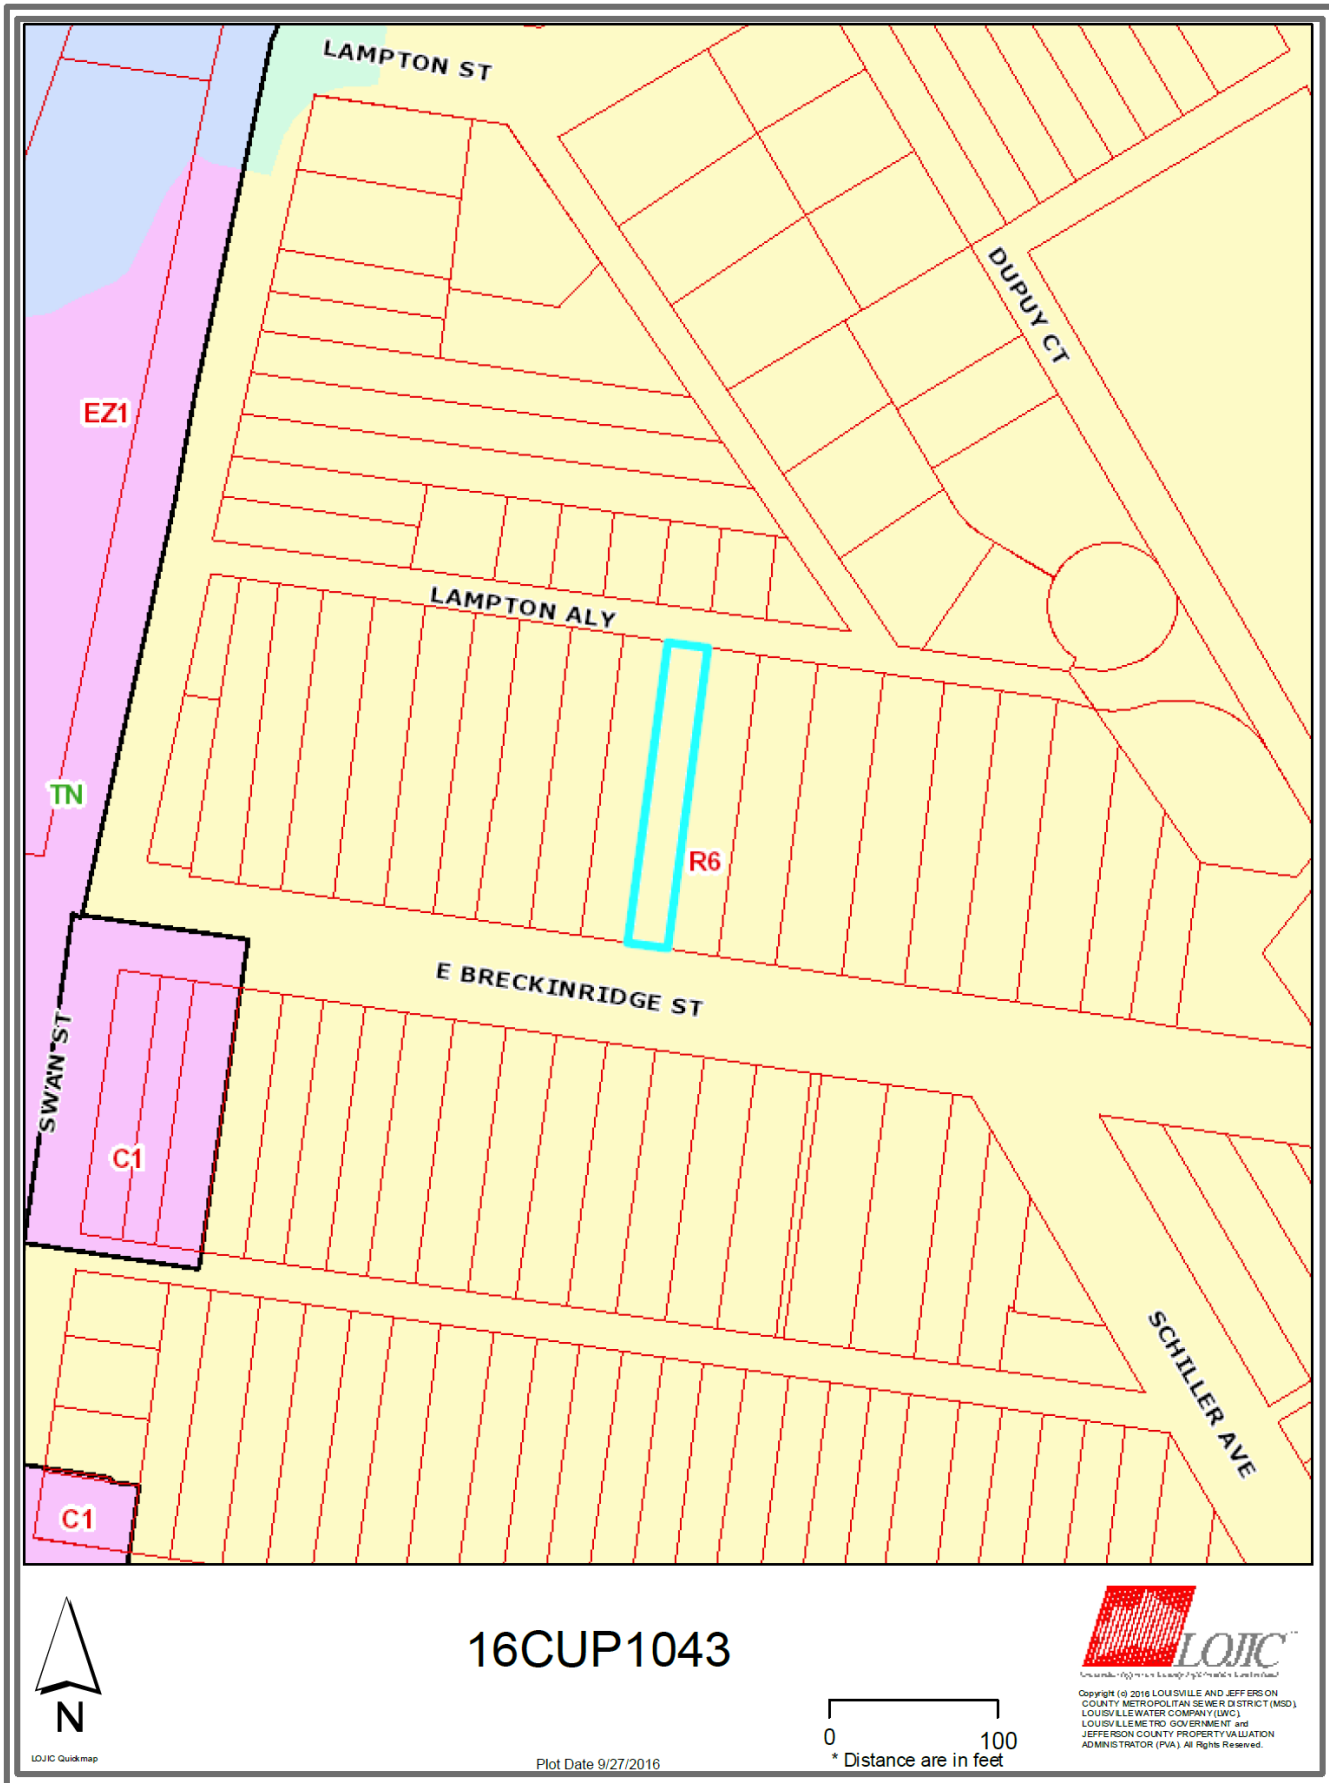 LAMPTON ST
DUPUY CT
EZ1
LAMPTON ALY
TN
R6
E BRECKINRIDGE ST
SWAN ST
C1
SCHILLER AVE
C1
N
LOJIC Quickmap
16CUP1043
Plot Date 9/27/2016
0 100
* Distance are in feet
LOJIC
Copyright (c) 2016 LOUISVILLE AND JEFFERSON
COUNTY METROPOLITAN SEWER DISTRICT (MSD),
LOUISVILLE WATER COMPANY (LWC),
LOUISVILLE METRO GOVERNMENT and
JEFFERSON COUNTY PROPERTY VALUATION
ADMINISTRATOR (PVA). All Rights Reserved.